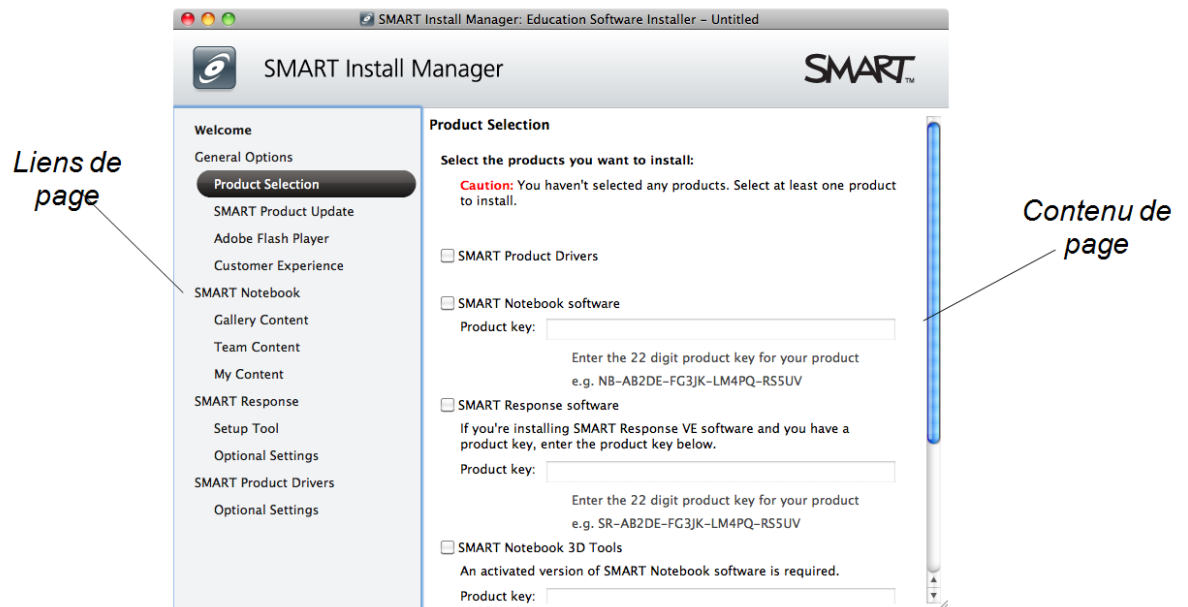 SMART Install Manager: Education Software Installer – Untitled
SMART Install Manager
SMART™
Liens de
page
Welcome
General Options
Product Selection
SMART Product Update
Adobe Flash Player
Customer Experience
SMART Notebook
Gallery Content
Team Content
My Content
SMART Response
Setup Tool
Optional Settings
SMART Product Drivers
Optional Settings
Product Selection
Select the products you want to install:
Caution: You haven't selected any products. Select at least one product
to install.
SMART Product Drivers
SMART Notebook software
Product key:
Enter the 22 digit product key for your product
e.g. NB-AB2DE-FG3JK-LM4PQ-RS5UV
SMART Response software
If you're installing SMART Response VE software and you have a
product key, enter the product key below.
Product key:
Enter the 22 digit product key for your product
e.g. SR-AB2DE-FG3JK-LM4PQ-RS5UV
SMART Notebook 3D Tools
An activated version of SMART Notebook software is required.
Product key:
Contenu de
page